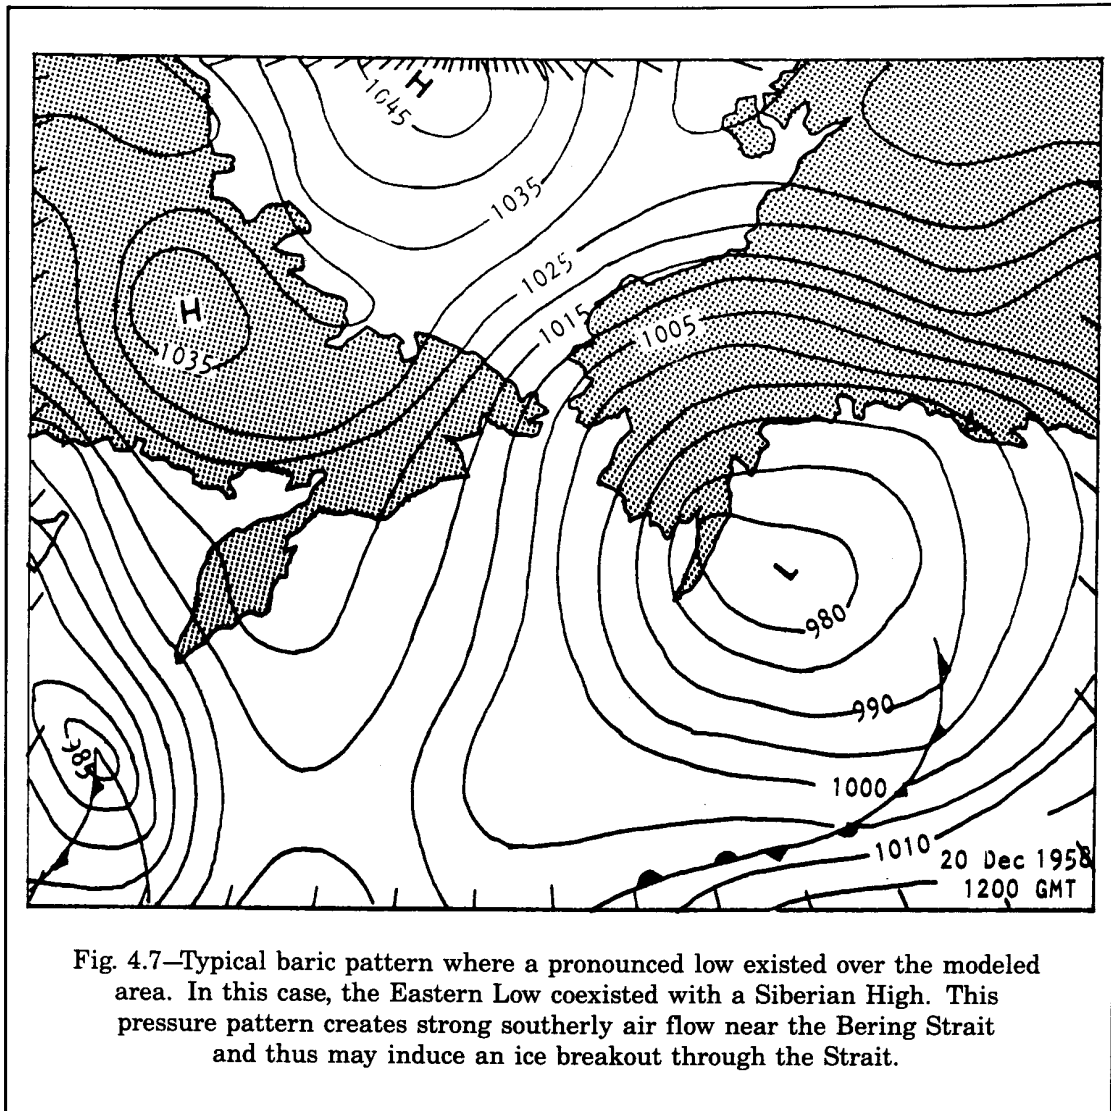 H
1045
1035
1025
1015
1005
H
1035
L
980
990
985
1000
1010
20 Dec 1958
1200 GMT
Fig. 4.7—Typical baric pattern where a pronounced low existed over the modeled
area. In this case, the Eastern Low coexisted with a Siberian High. This
pressure pattern creates strong southerly air flow near the Bering Strait
and thus may induce an ice breakout through the Strait.